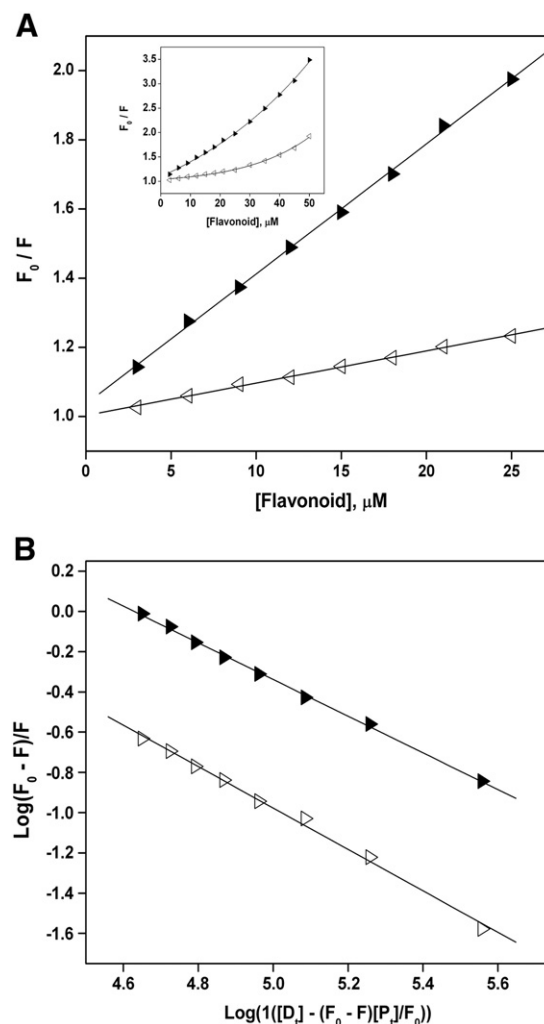 A
2.0
1.8
1.6
1.4
1.2
1.0
F0 / F
0 5 10 15 20 25
[Flavonoid], μM
3.5
3.0
2.5
2.0
1.5
1.0
F0 / F
0 10 20 30 40 50
[Flavonoid], μM
B
0.2
0.0
-0.2
-0.4
-0.6
-0.8
-1.0
-1.2
-1.4
-1.6
Log(F0 - F)/F
4.6 4.8 5.0 5.2 5.4 5.6
Log(1([Dt] - (F0 - F)[Pt]/F0))